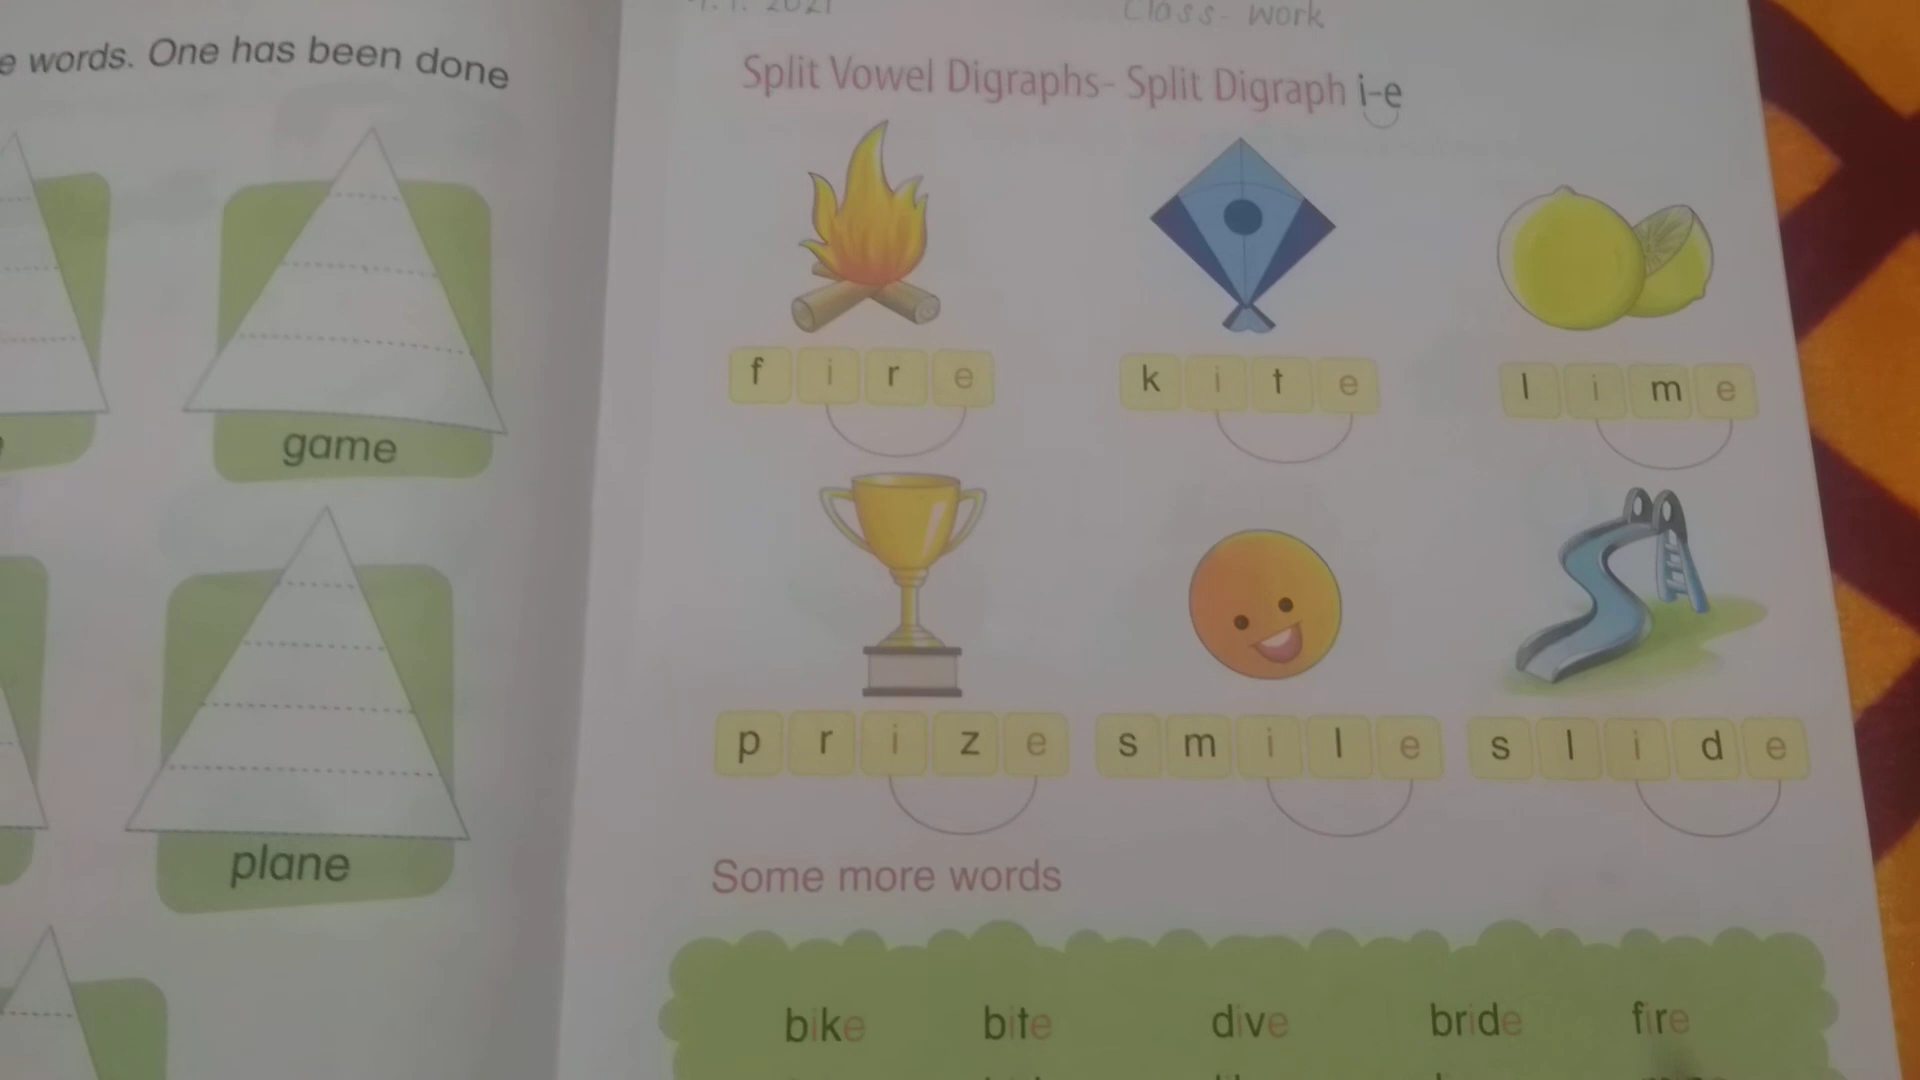 e words. One has been done
game
plane
Class- work
Split Vowel Digraphs- Split Digraph i-e
f i r e
k i t e
l i m e
p r i z e
s m i l e
s l i d e
Some more words
bike bite dive bride fire